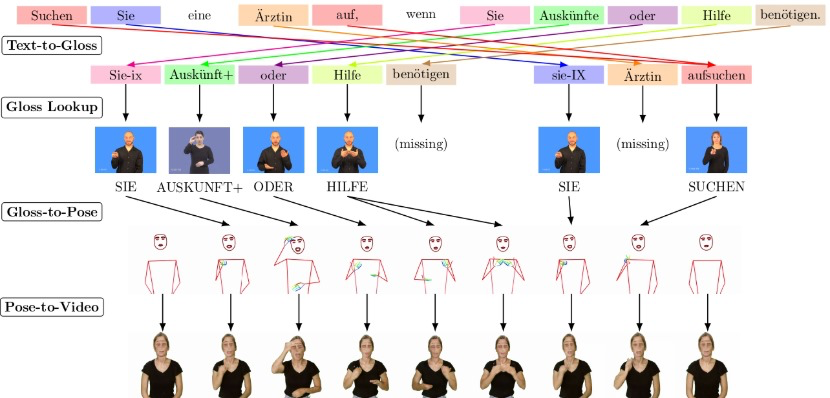 Suchen Sie eine Ärztin auf, wenn Sie Auskünfte oder Hilfe benötigen.
Text-to-Gloss
Sie-ix Auskünft+ oder Hilfe benötigen sie-IX Ärztin aufsuchen
Gloss Lookup
(missing) (missing)
SIE AUSKUNFT+ ODER HILFE SIE SUCHEN
Gloss-to-Pose
Pose-to-Video